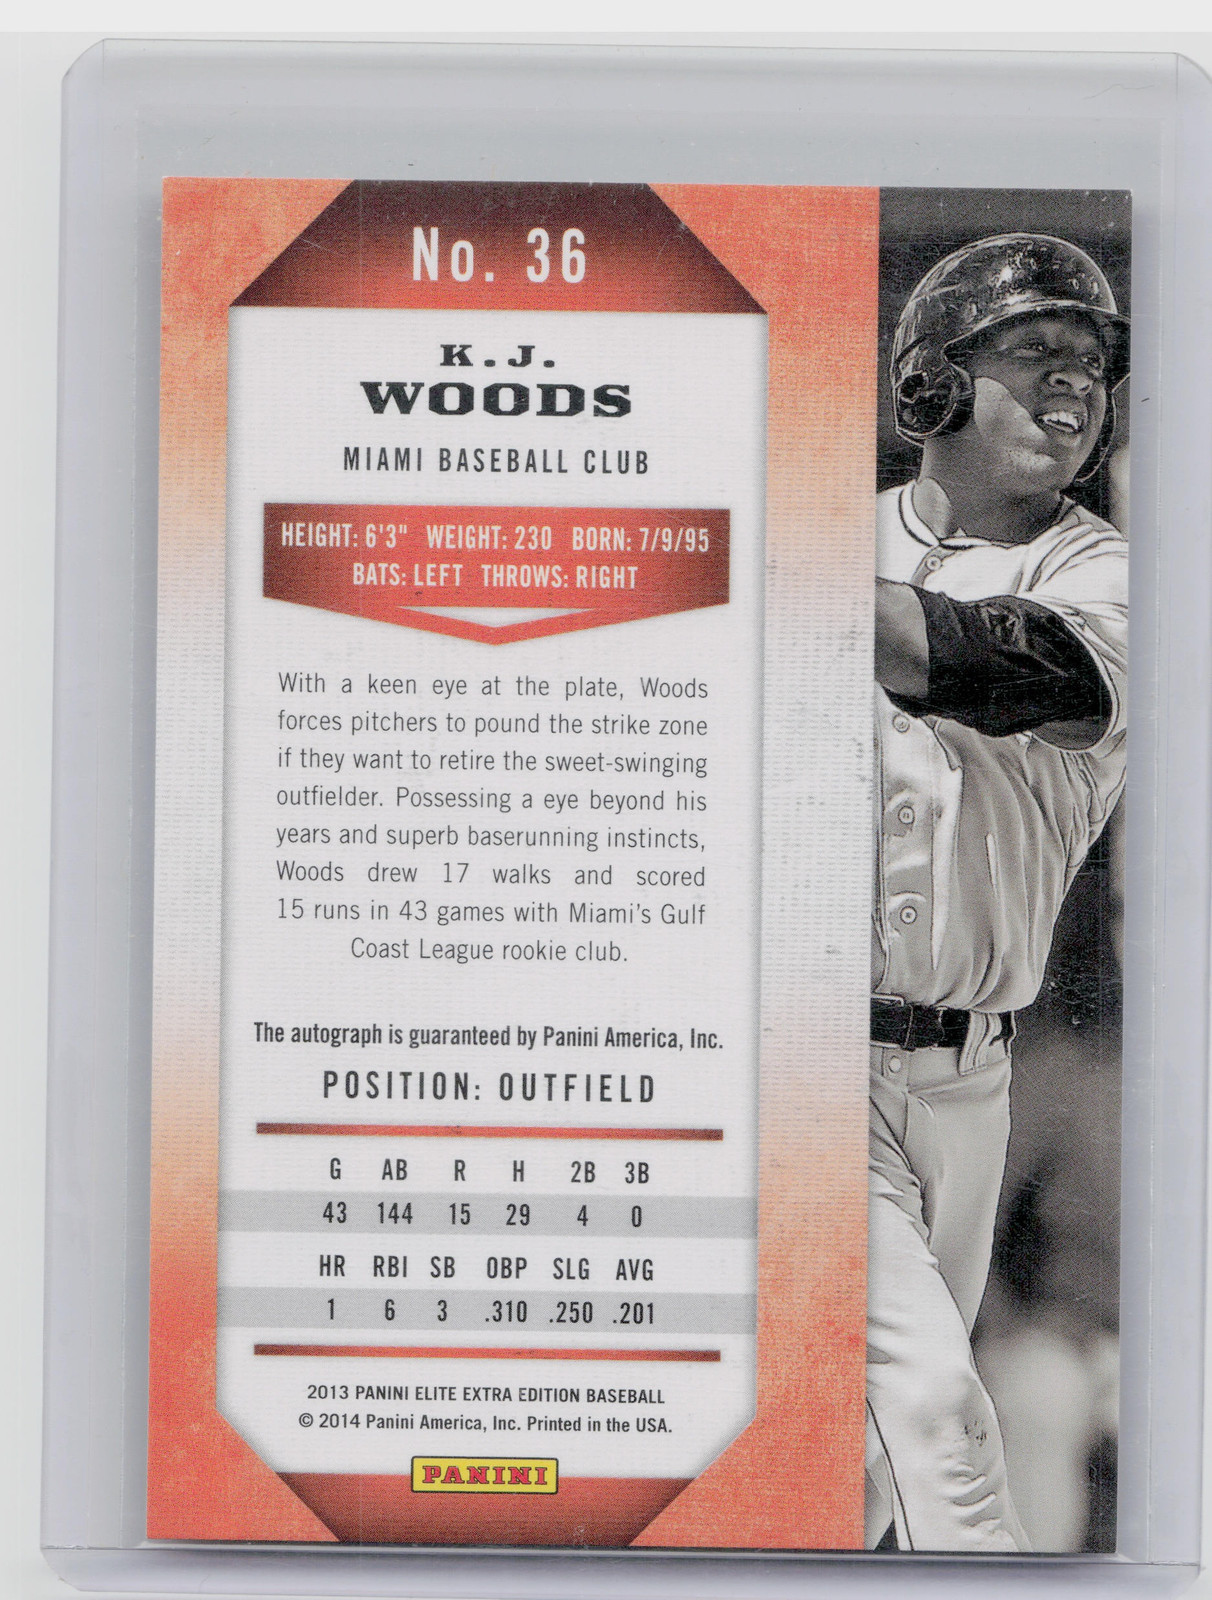 No. 36
K.J.
WOODS
MIAMI BASEBALL CLUB
HEIGHT: 6'3" WEIGHT: 230 BORN: 7/9/95
BATS: LEFT THROWS: RIGHT
With a keen eye at the plate, Woods
forces pitchers to pound the strike zone
if they want to retire the sweet-swinging
outfielder. Possessing a eye beyond his
years and superb baserunning instincts,
Woods drew 17 walks and scored
15 runs in 43 games with Miami's Gulf
Coast League rookie club.
The autograph is guaranteed by Panini America, Inc.
POSITION: OUTFIELD
G AB R H 2B 3B
43 144 15 29 4 0
HR RBI SB OBP SLG AVG
1 6 3 .310 .250 .201
2013 PANINI ELITE EXTRA EDITION BASEBALL
© 2014 Panini America, Inc. Printed in the USA.
PANINI